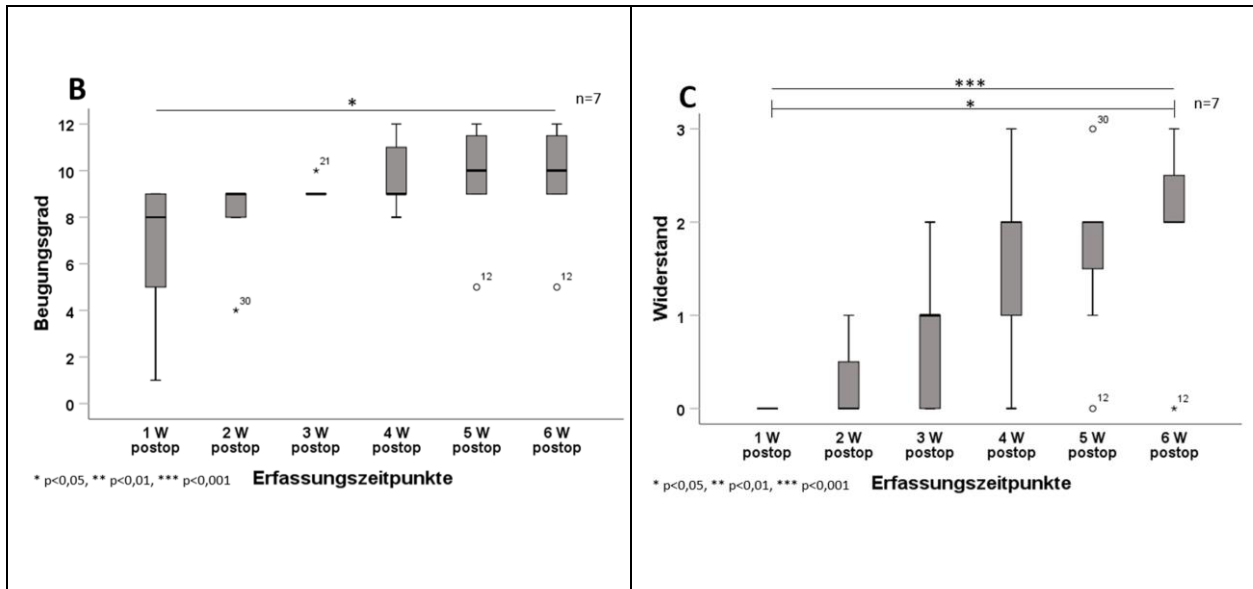 B
*
n=7
Beugungsgrad
12
10
8
6
4
2
0
*30
*21
12
12
1 W postop
2 W postop
3 W postop
4 W postop
5 W postop
6 W postop
* p<0,05, ** p<0,01, *** p<0,001
Erfassungszeitpunkte
C
***
*
n=7
Widerstand
3
2
1
0
30
12
*12
1 W postop
2 W postop
3 W postop
4 W postop
5 W postop
6 W postop
* p<0,05, ** p<0,01, *** p<0,001
Erfassungszeitpunkte